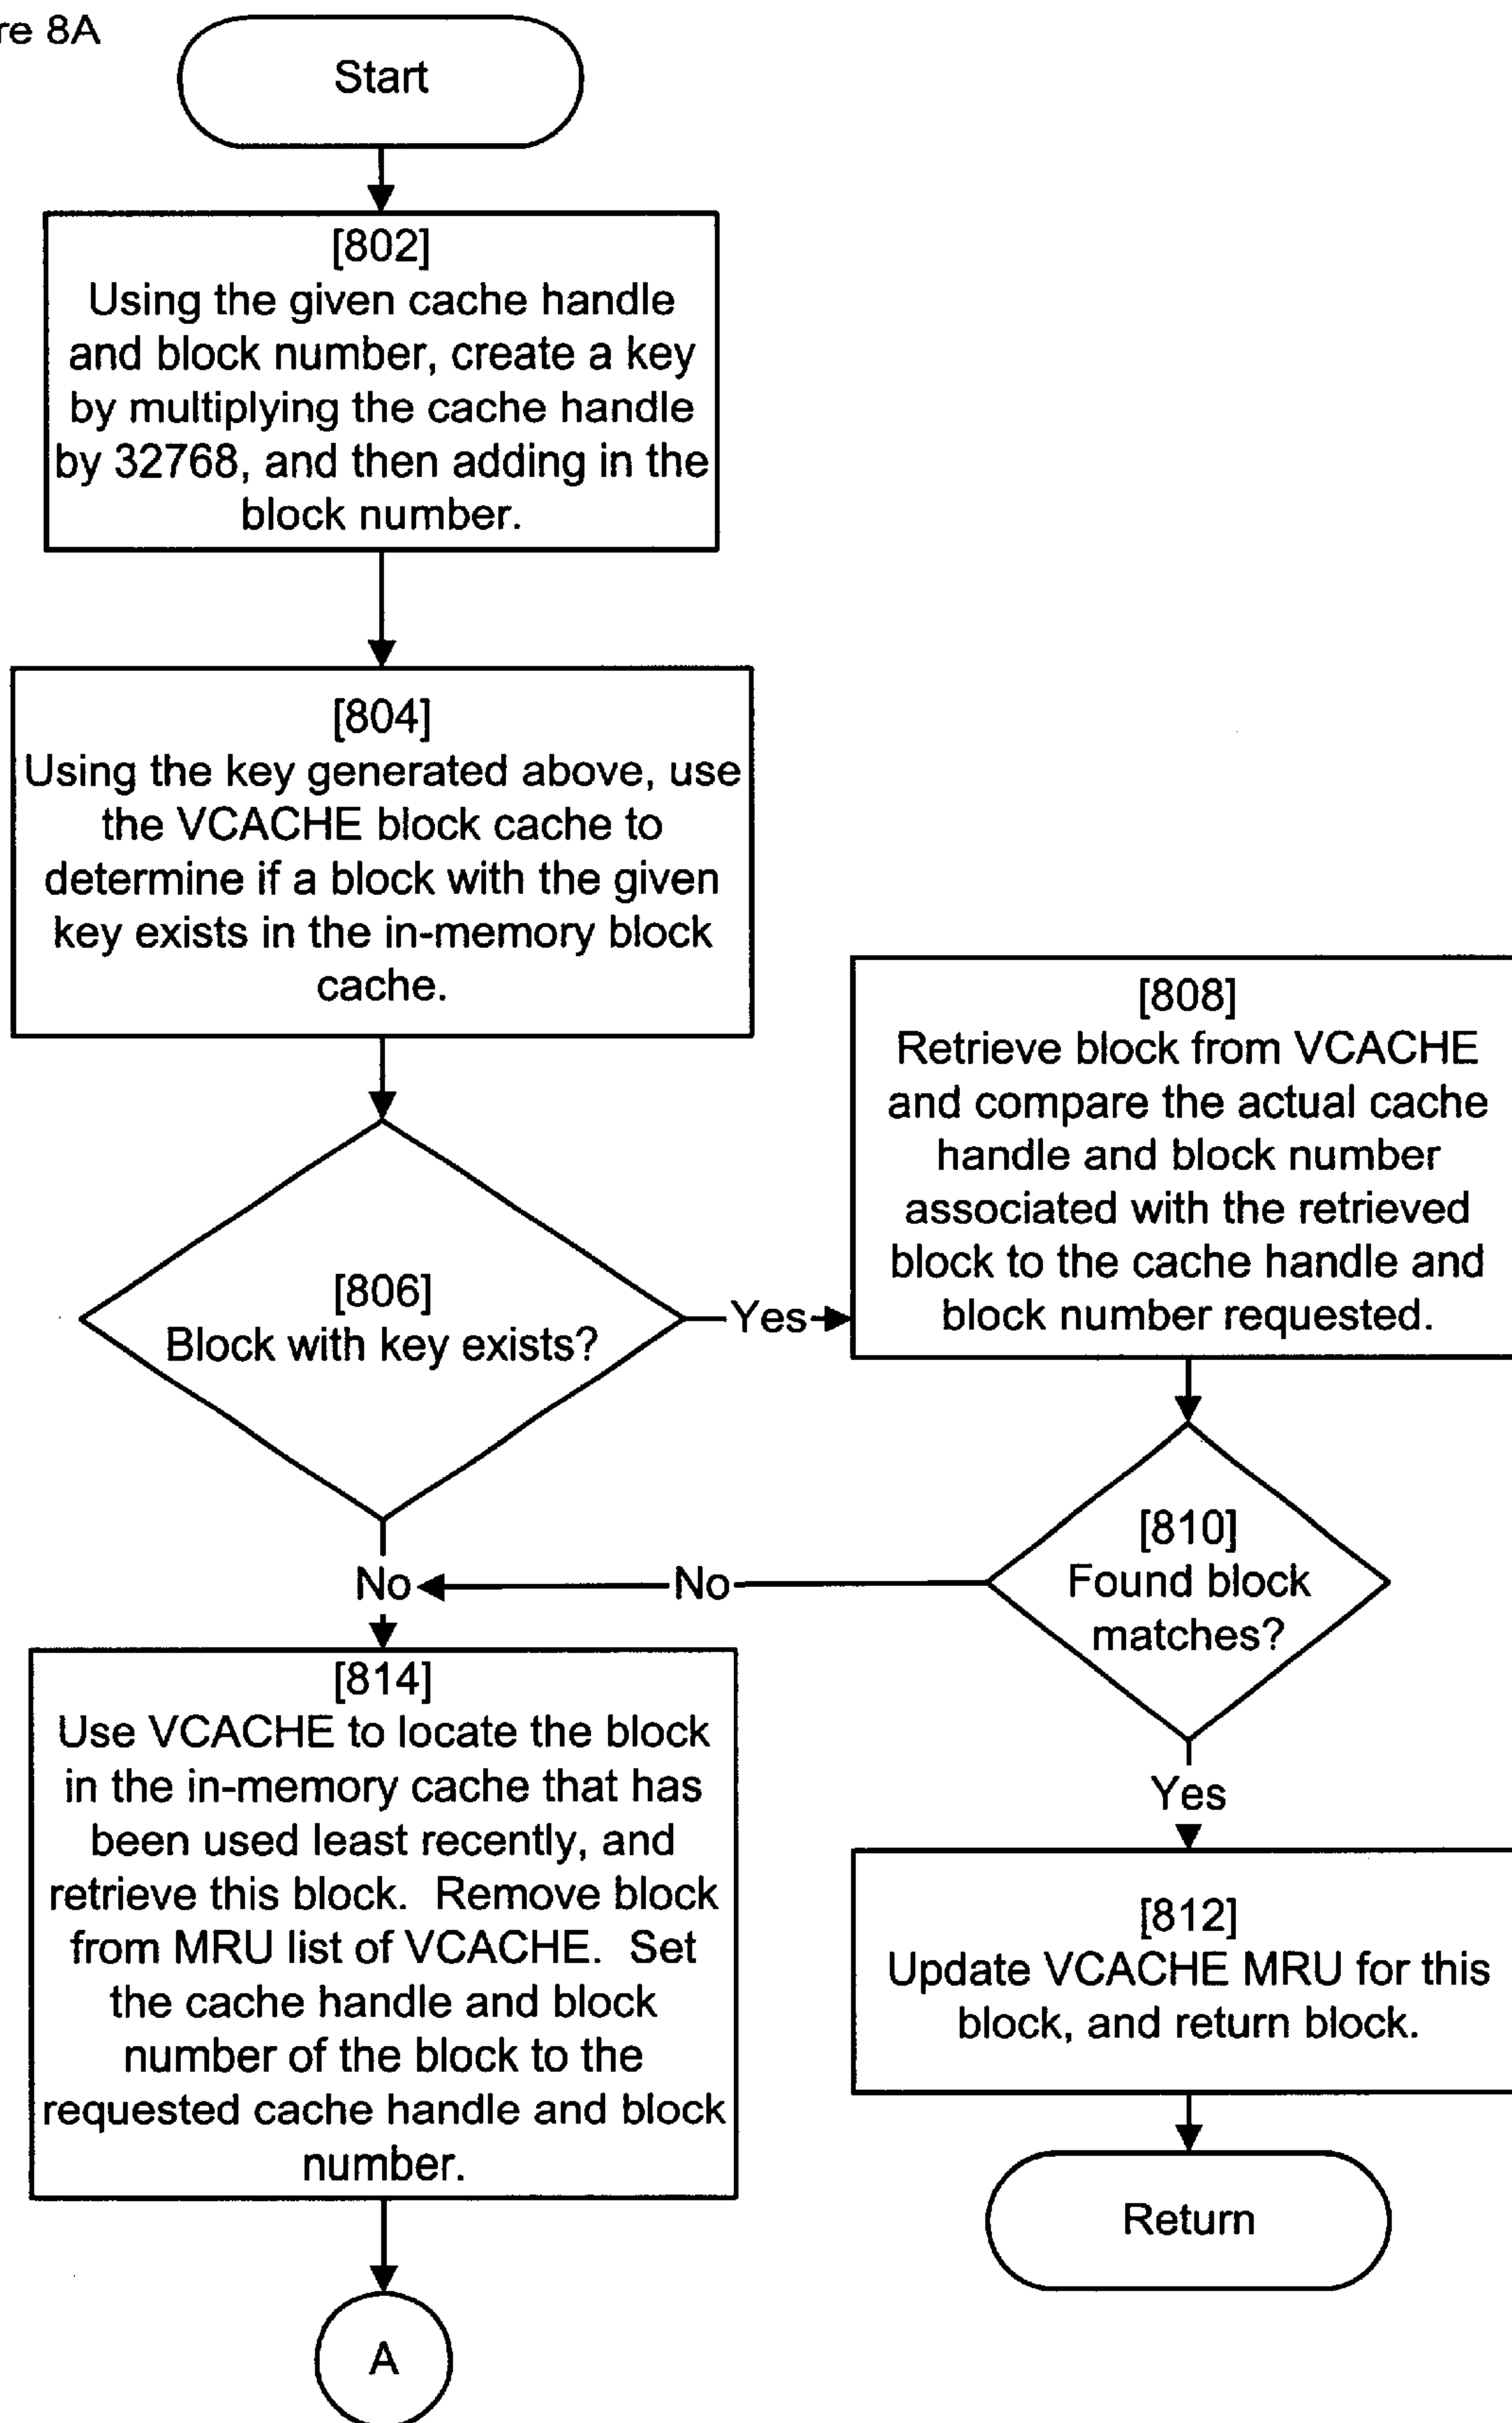 re 8A
Start
[802]
Using the given cache handle
and block number, create a key
by multiplying the cache handle
by 32768, and then adding in the
block number.
[804]
Using the key generated above, use
the VCACHE block cache to
determine if a block with the given
key exists in the in-memory block
cache.
[806]
Block with key exists?
Yes
[808]
Retrieve block from VCACHE
and compare the actual cache
handle and block number
associated with the retrieved
block to the cache handle and
block number requested.
[810]
Found block
matches?
No
No
Yes
[814]
Use VCACHE to locate the block
in the in-memory cache that has
been used least recently, and
retrieve this block. Remove block
from MRU list of VCACHE. Set
the cache handle and block
number of the block to the
requested cache handle and block
number.
[812]
Update VCACHE MRU for this
block, and return block.
Return
A